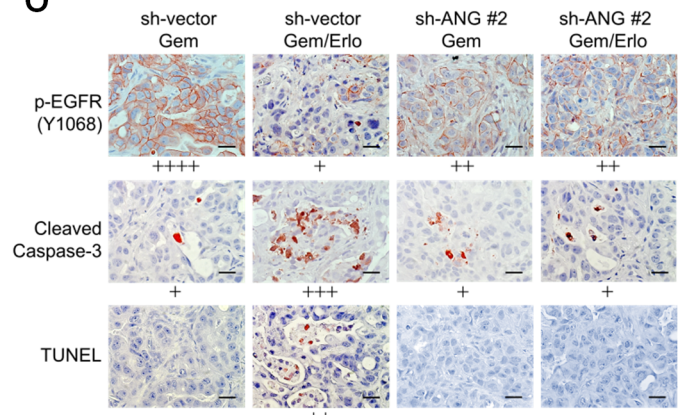 sh-vector Gem
sh-vector Gem/Erlo
sh-ANG #2 Gem
sh-ANG #2 Gem/Erlo
p-EGFR (Y1068)
++++
+
++
++
Cleaved Caspase-3
+
+++
+
+
TUNEL